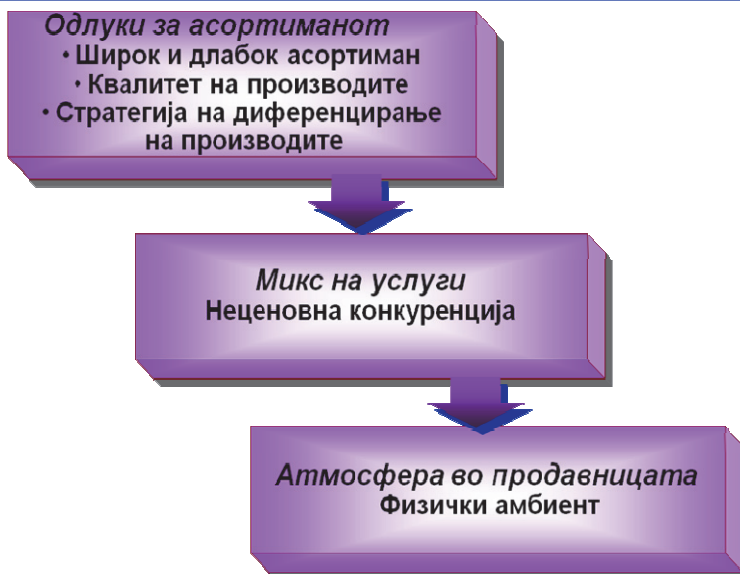 Одлуки за асортиманот
• Широк и длабок асортиман
• Квалитет на производите
• Стратегија на диференцирање
на производите
Микс на услуги
Неценовна конкуренција
Атмосфера во продавницата
Физички амбиент